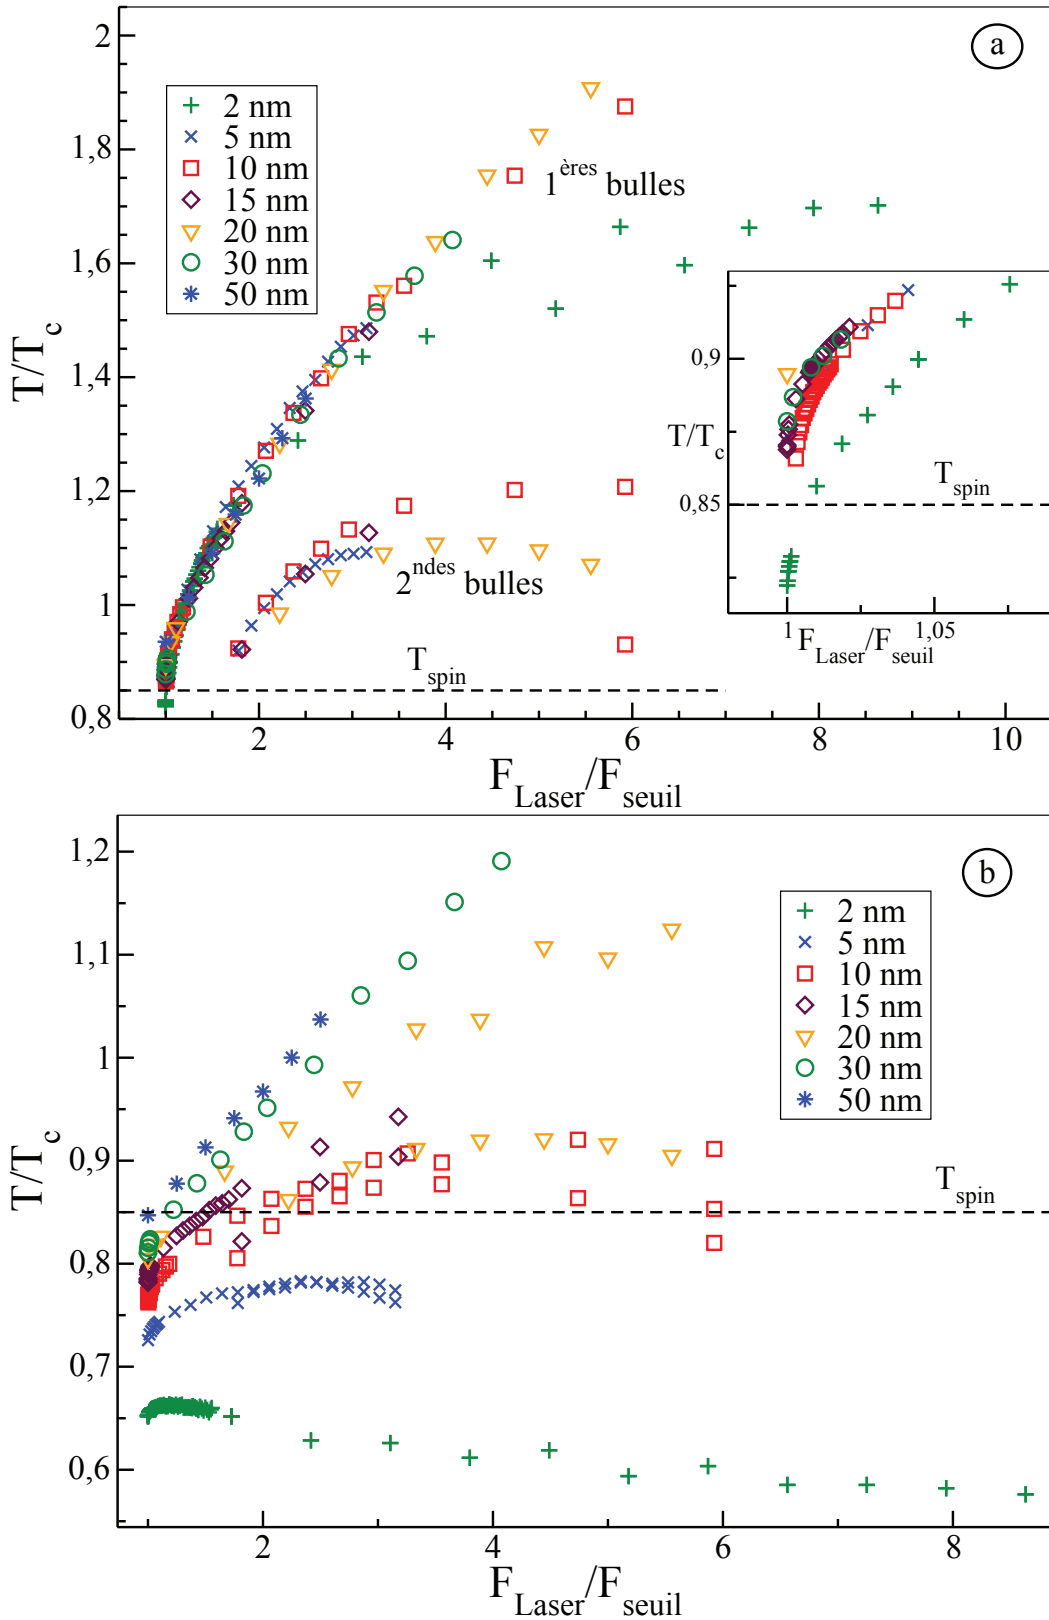 2
a
2 nm
5 nm
10 nm
15 nm
20 nm
30 nm
50 nm
1,8
1ères bulles
1,6
T/Tc
1,4
0,9
T/Tc
Tspin
0,85
1,2
2ndes bulles
1
1
1,05
FLaser/Fseuil
Tspin
0,8
2
4
6
8
10
FLaser/Fseuil
1,2
b
2 nm
5 nm
10 nm
15 nm
20 nm
30 nm
50 nm
1,1
1
T/Tc
0,9
Tspin
0,8
0,7
0,6
2
4
6
8
FLaser/Fseuil